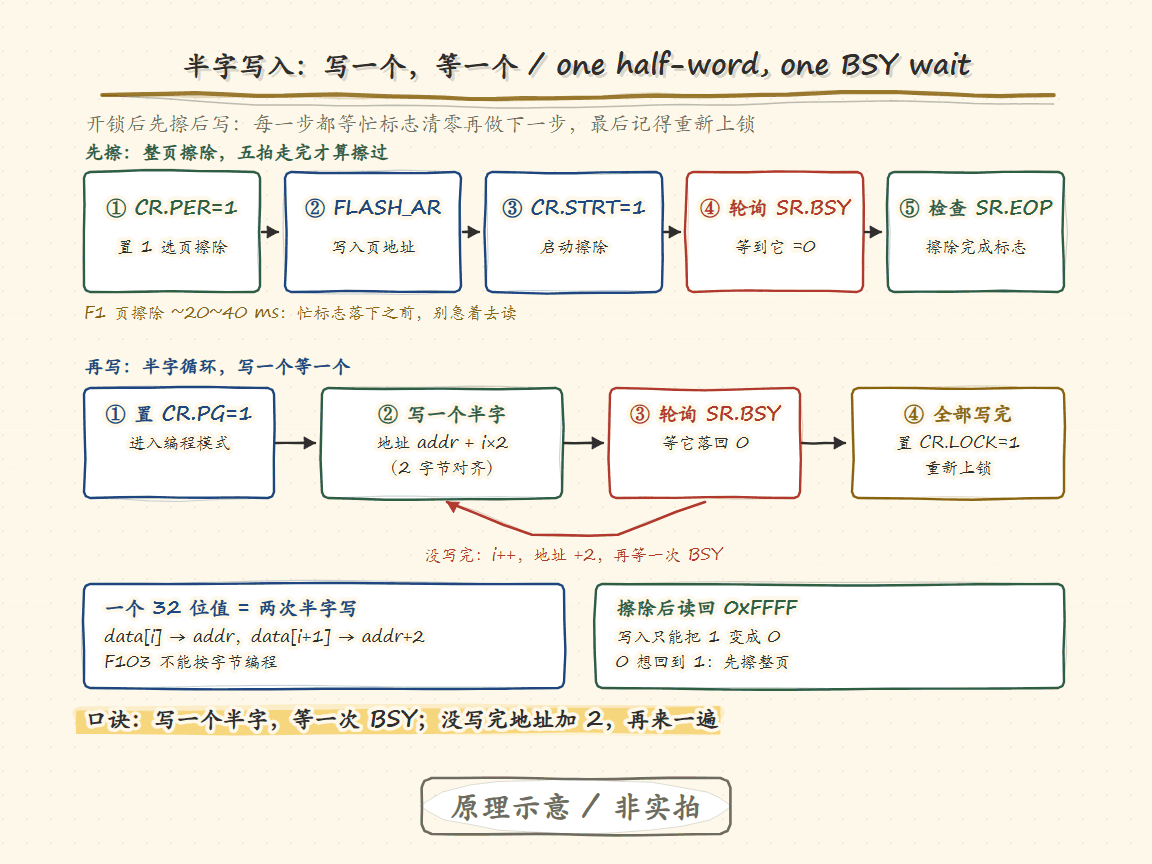 半字写入：写一个，等一个 / one half-word, one BSY wait
开锁后先擦后写：每一步都等忙标志清零再做下一步，最后记得重新上锁
先擦：整页擦除，五拍走完才算擦过
① CR.PER=1
置 1 选页擦除
② FLASH_AR
写入页地址
③ CR.STRT=1
启动擦除
④ 轮询 SR.BSY
等到它 =0
⑤ 检查 SR.EOP
擦除完成标志
F1 页擦除 ~20~40 ms：忙标志落下之前，别急着去读
再写：半字循环，写一个等一个
① 置 CR.PG=1
进入编程模式
② 写一个半字
地址 addr + i×2
（2 字节对齐）
③ 轮询 SR.BSY
等它落回 0
④ 全部写完
置 CR.LOCK=1
重新上锁
没写完：i++，地址 +2，再等一次 BSY
一个 32 位值 = 两次半字写
data[i] → addr，data[i+1] → addr+2
F103 不能按字节编程
擦除后读回 0xFFFF
写入只能把 1 变成 0
0 想回到 1：先擦整页
口诀：写一个半字，等一次 BSY；没写完地址加 2，再来一遍
原理示意 / 非实拍